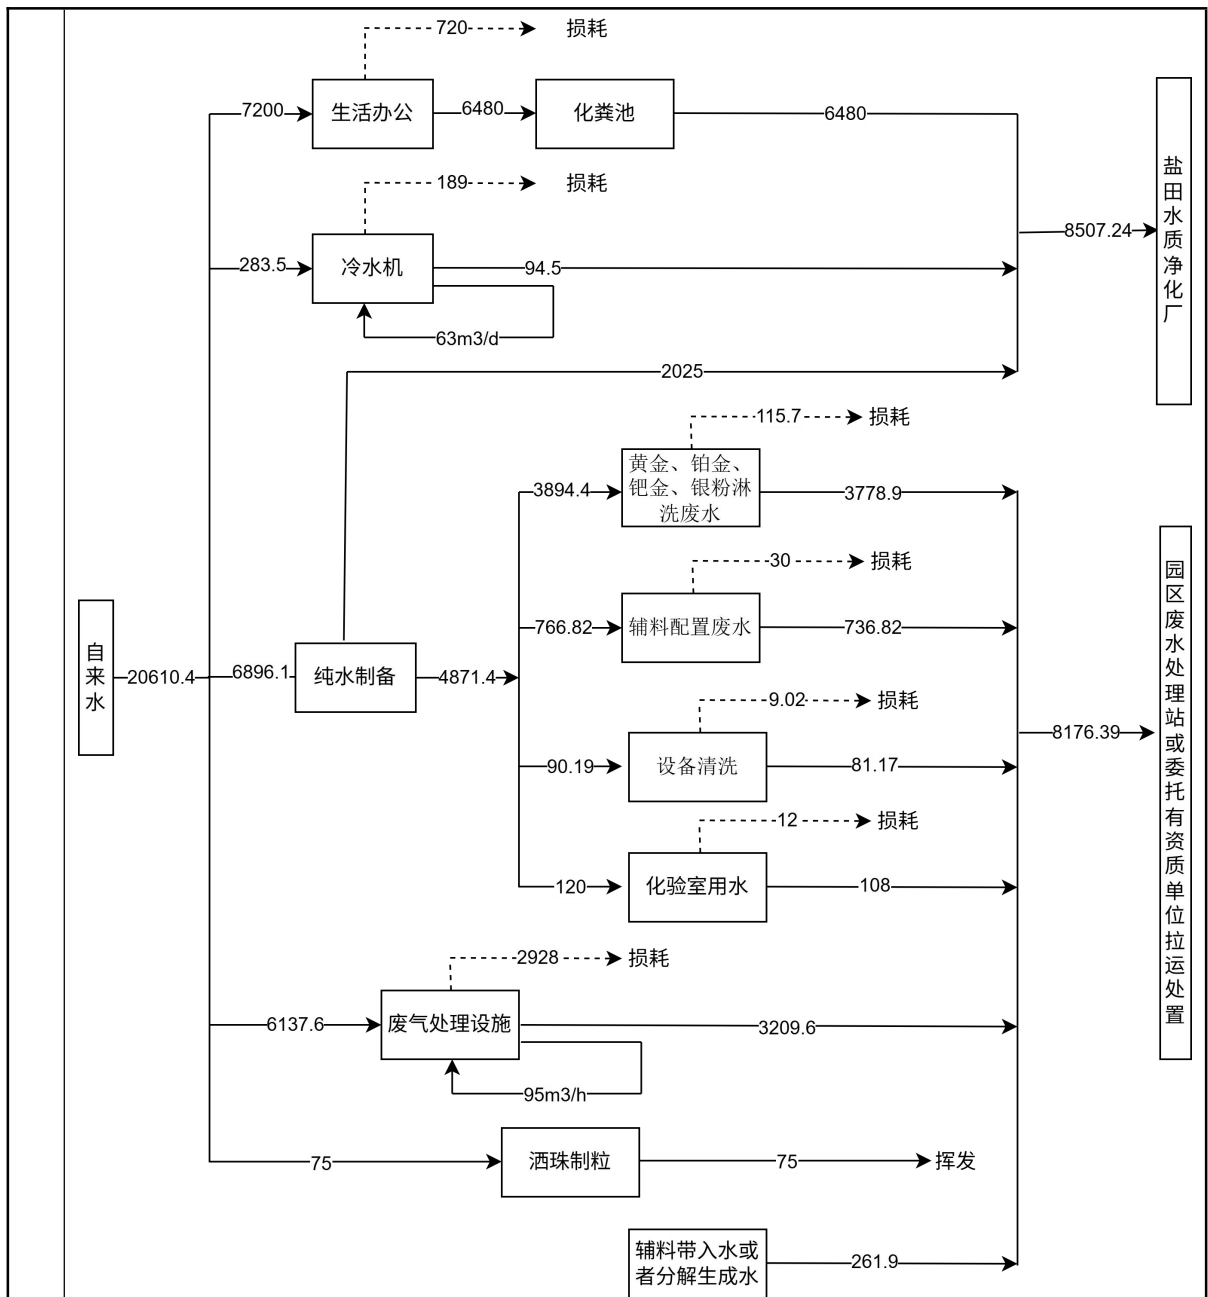 720
损耗
7200
生活办公
6480
化粪池
6480
189
损耗
盐田水质净化厂
8507.24
283.5
冷水机
94.5
63m3/d
2025
115.7
损耗
3894.4
黄金、铂金、
钯金、银粉淋
洗废水
3778.9
30
损耗
766.82
辅料配置废水
736.82
自来水
20610.4
6896.1
纯水制备
4871.4
9.02
损耗
90.19
设备清洗
81.17
8176.39
园区废水处理站或委托有资质单位拉运处置
12
损耗
120
化验室用水
108
2928
损耗
6137.6
废气处理设施
3209.6
95m3/h
75
洒珠制粒
75
挥发
辅料带入水或
者分解生成水
261.9